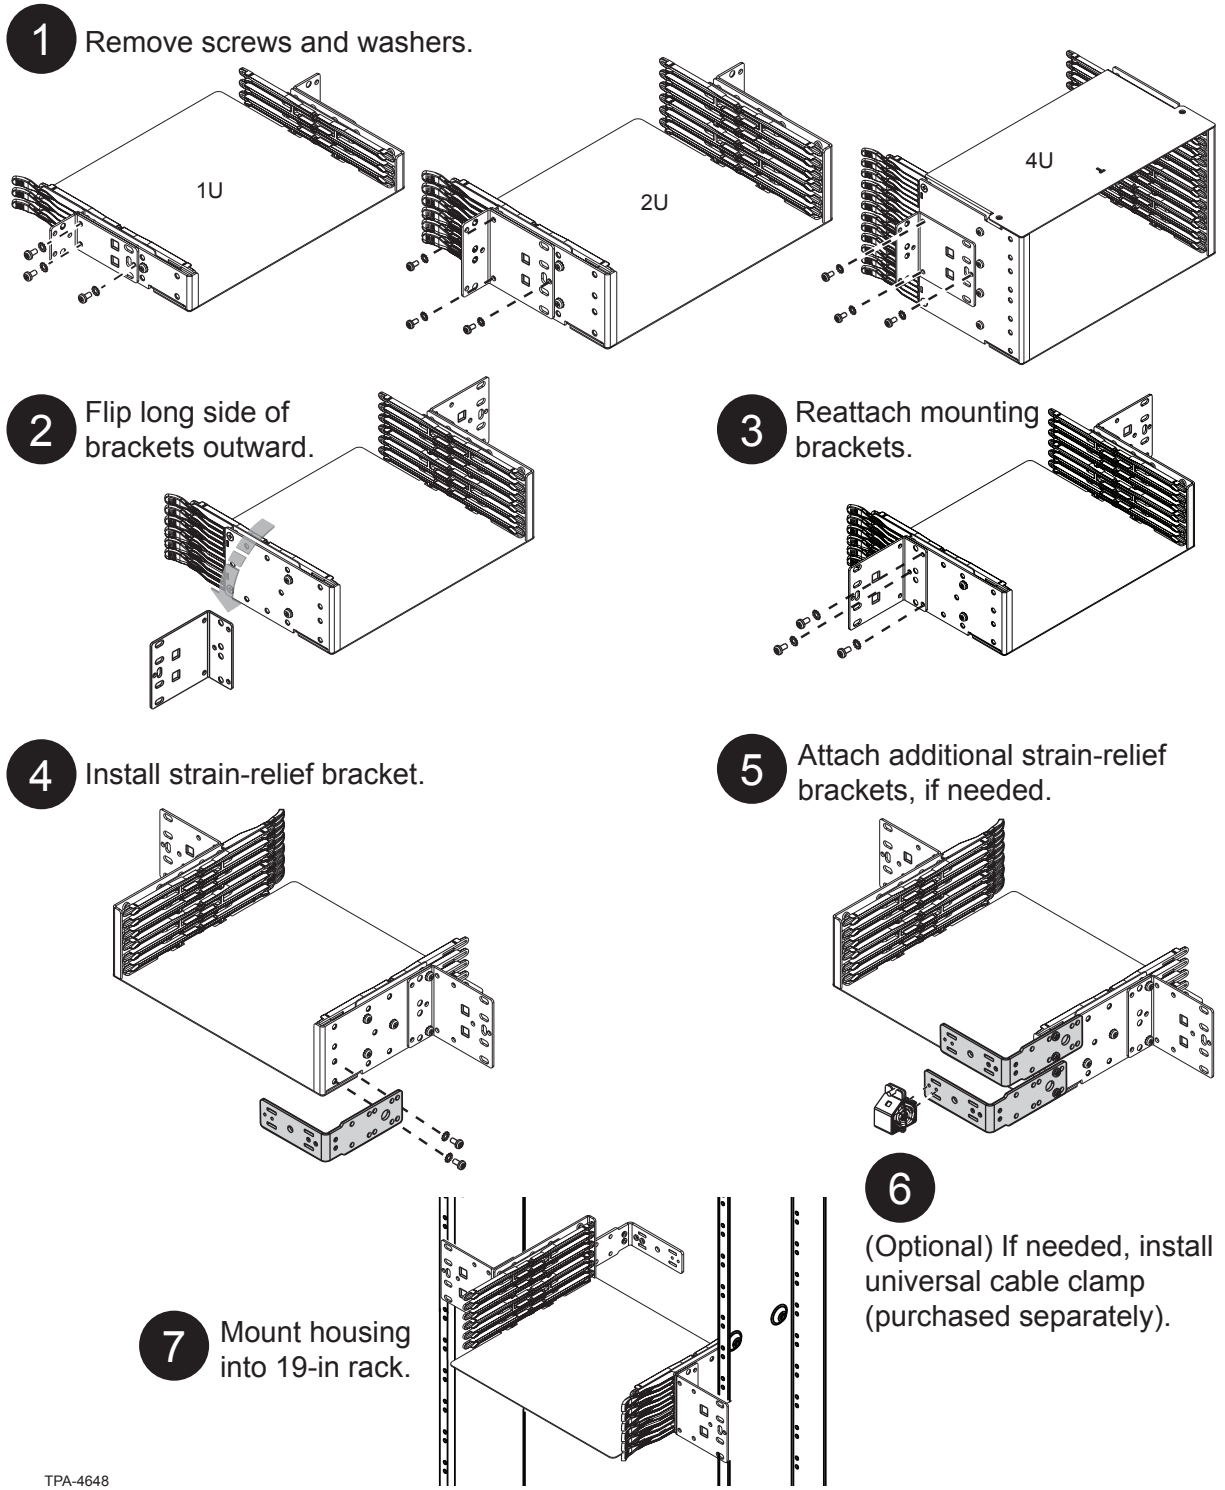 1
Remove screws and washers.
1U
2U
4U
2
Flip long side of
brackets outward.
3
Reattach mounting
brackets.
4
Install strain-relief bracket.
5
Attach additional strain-relief
brackets, if needed.
6
(Optional) If needed, install
universal cable clamp
(purchased separately).
7
Mount housing
into 19-in rack.
TPA-4648